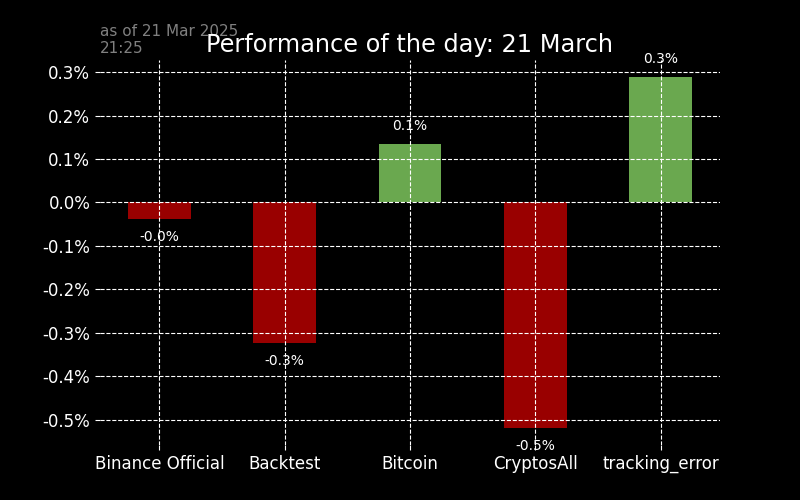 as of 21 Mar 2025
21:25
Performance of the day: 21 March
0.3%
0.3%
0.2%
0.1%
0.1%
0.0%
-0.0%
-0.1%
-0.2%
-0.3%
-0.3%
-0.4%
-0.5%
-0.5%
Binance Official
Backtest
Bitcoin
CryptosAll
tracking_error